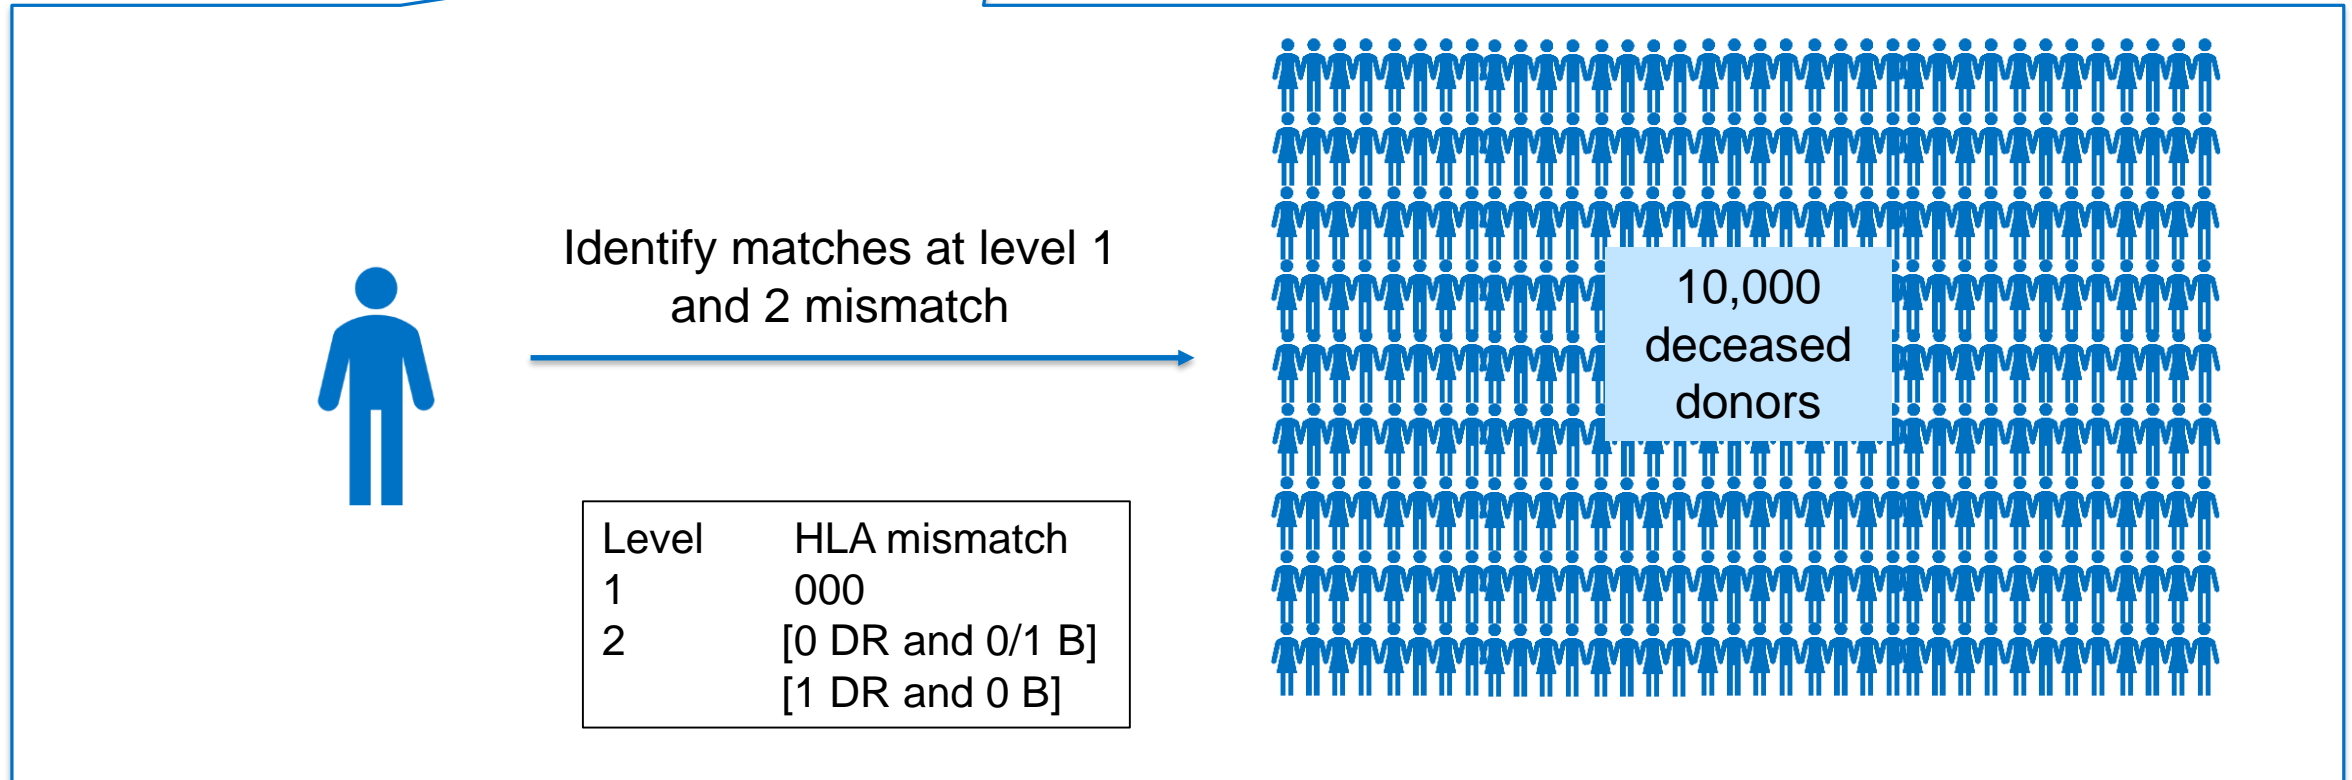 Identify matches at level 1
and 2 mismatch
10,000
deceased
donors
Level HLA mismatch
1 000
2 [0 DR and 0/1 B]
[1 DR and 0 B]